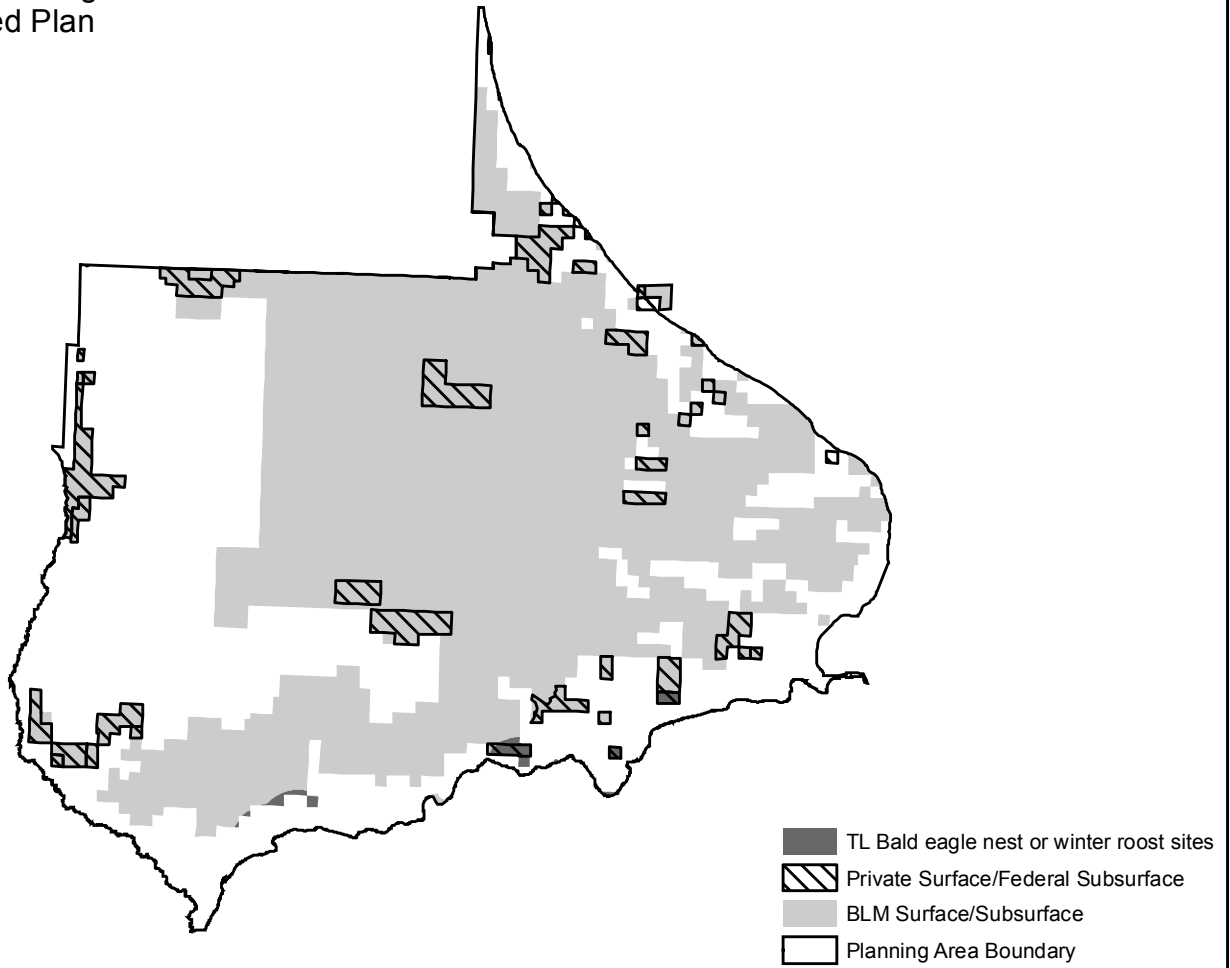 ed Plan
TL Bald eagle nest or winter roost sites
Private Surface/Federal Subsurface
BLM Surface/Subsurface
Planning Area Boundary